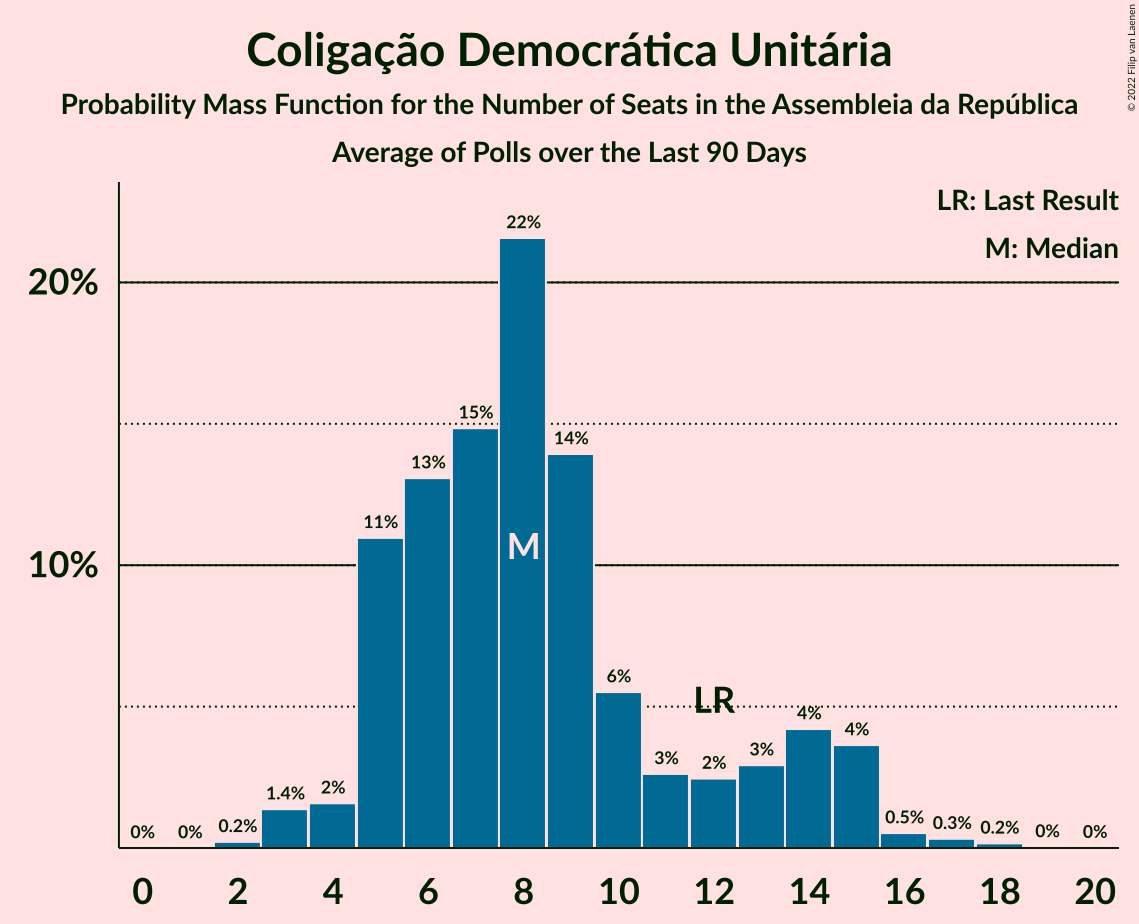 Coligação Democrática Unitária
Probability Mass Function for the Number of Seats in the Assembleia da República
Average of Polls over the Last 90 Days
© 2022 Filip van Laenen
LR: Last Result
M: Median
20%
10%
0%
0%
0.2%
1.4%
2%
11%
13%
15%
22%
14%
6%
3%
2%
3%
4%
4%
0.5%
0.3%
0.2%
0%
0%
M
LR
0 2 4 6 8 10 12 14 16 18 20